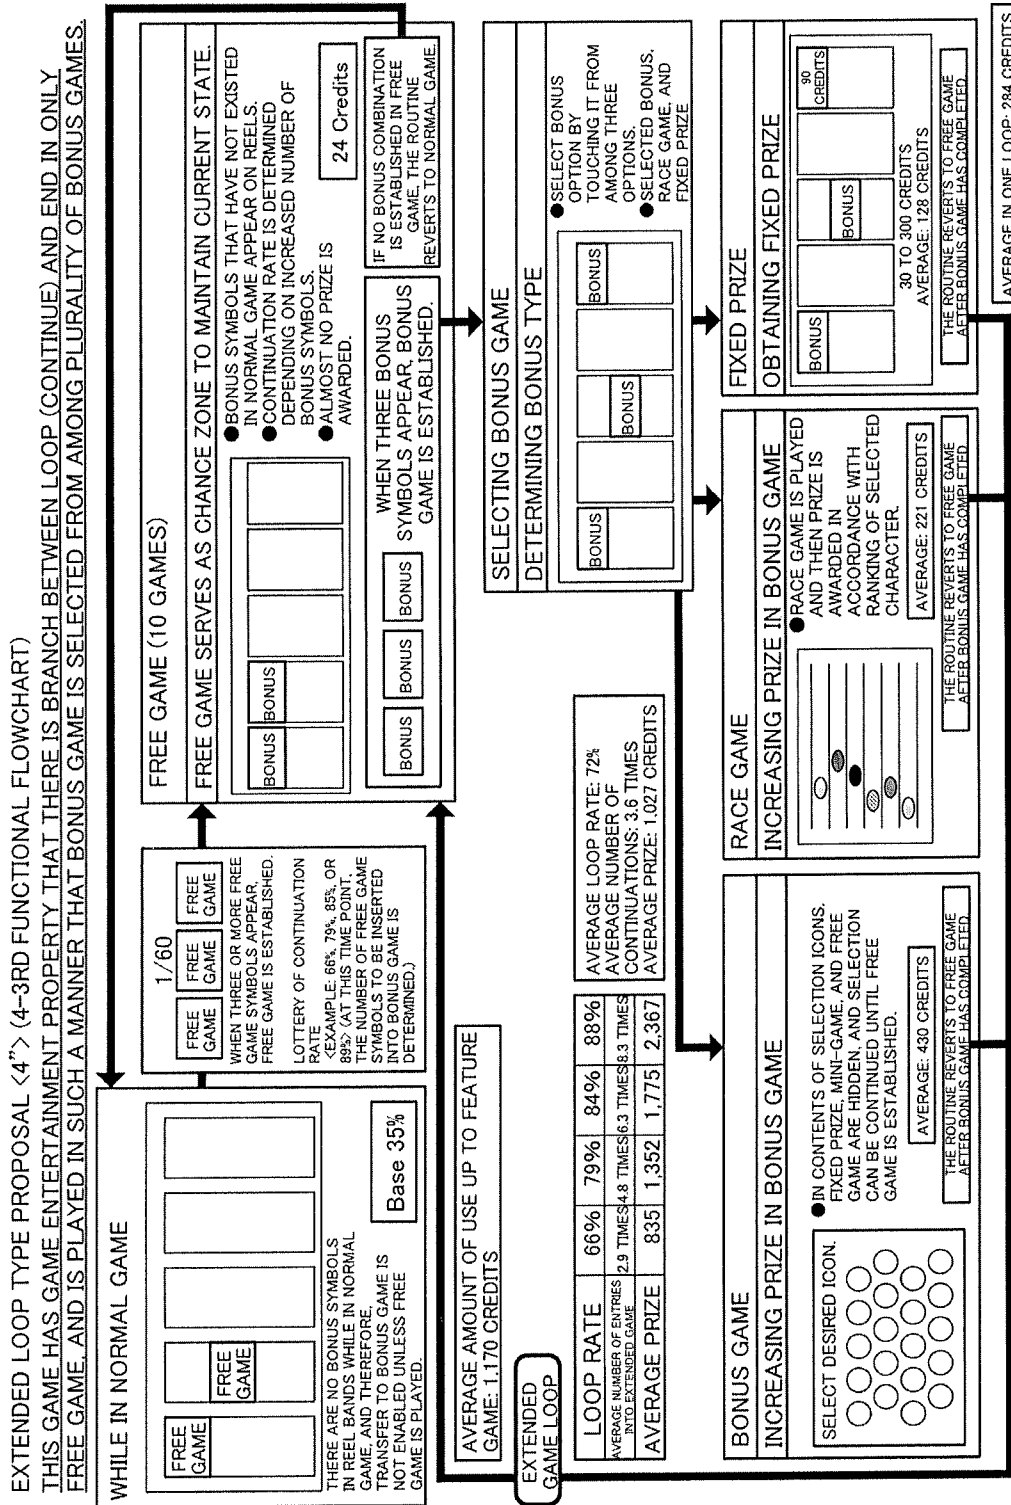 EXTENDED LOOP TYPE PROPOSAL <4"> (4-3RD FUNCTIONAL FLOWCHART)
THIS GAME HAS GAME ENTERTAINMENT PROPERTY THAT THERE IS BRANCH BETWEEN LOOP (CONTINUE) AND END IN ONLY
FREE GAME, AND IS PLAYED IN SUCH A MANNER THAT BONUS GAME IS SELECTED FROM AMONG PLURALITY OF BONUS GAMES.
WHILE IN NORMAL GAME
FREE
GAME
FREE
GAME
THERE ARE NO BONUS SYMBOLS
IN REEL BANDS WHILE IN NORMAL
GAME, AND THEREFORE,
TRANSFER TO BONUS GAME IS
NOT ENABLED UNLESS FREE
GAME IS PLAYED.
Base 35%
1/60
FREE
GAME
FREE
GAME
FREE
GAME
WHEN THREE OR MORE FREE
GAME SYMBOLS APPEAR,
FREE GAME IS ESTABLISHED.
LOTTERY OF CONTINUATION
RATE
<EXAMPLE: 66%, 79%, 85%, OR
89%> (AT THIS TIME POINT,
THE NUMBER OF FREE GAME
SYMBOLS TO BE INSERTED
INTO BONUS GAME IS
DETERMINED.)
FREE GAME (10 GAMES)
FREE GAME SERVES AS CHANCE ZONE TO MAINTAIN CURRENT STATE.
BONUS
BONUS
●BONUS SYMBOLS THAT HAVE NOT EXISTED
IN NORMAL GAME APPEAR ON REELS.
●CONTINUATION RATE IS DETERMINED
DEPENDING ON INCREASED NUMBER OF
BONUS SYMBOLS.
●ALMOST NO PRIZE IS
AWARDED.
24 Credits
BONUS
BONUS
BONUS
WHEN THREE BONUS
SYMBOLS APPEAR, BONUS
GAME IS ESTABLISHED.
IF NO BONUS COMBINATION
IS ESTABLISHED IN FREE
GAME, THE ROUTINE
REVERTS TO NORMAL GAME.
AVERAGE AMOUNT OF USE UP TO FEATURE
GAME: 1.170 CREDITS
EXTENDED
GAME LOOP
LOOP RATE 66% 79% 84% 88%
AVERAGE NUMBER OF ENTRIES
INTO EXTENDED GAME
2.9 TIMES 4.8 TIMES 6.3 TIMES 8.3 TIMES
AVERAGE PRIZE 835 1,352 1,775 2,367
AVERAGE LOOP RATE: 72%
AVERAGE NUMBER OF
CONTINUATIONS: 3.6 TIMES
AVERAGE PRIZE: 1.027 CREDITS
SELECTING BONUS GAME
DETERMINING BONUS TYPE
BONUS
BONUS
BONUS
●SELECT BONUS
OPTION BY
TOUCHING IT FROM
AMONG THREE
OPTIONS.
●SELECTED BONUS,
RACE GAME, AND
FIXED PRIZE
BONUS GAME
INCREASING PRIZE IN BONUS GAME
SELECT DESIRED ICON.
●IN CONTENTS OF SELECTION ICONS.
FIXED PRIZE, MINI-GAME, AND FREE
GAME ARE HIDDEN, AND SELECTION
CAN BE CONTINUED UNTIL FREE
GAME IS ESTABLISHED.
AVERAGE: 430 CREDITS
THE ROUTINE REVERTS TO FREE GAME
AFTER BONUS GAME HAS COMPLETED
RACE GAME
INCREASING PRIZE IN BONUS GAME
●RACE GAME IS PLAYED
AND THEN PRIZE IS
AWARDED IN
ACCORDANCE WITH
RANKING OF SELECTED
CHARACTER.
AVERAGE: 221 CREDITS
THE ROUTINE REVERTS TO FREE GAME
AFTER BONUS GAME HAS COMPLETED
FIXED PRIZE
OBTAINING FIXED PRIZE
BONUS
BONUS
90
CREDITS
30 TO 300 CREDITS
AVERAGE: 128 CREDITS
THE ROUTINE REVERTS TO FREE GAME
AFTER BONUS GAME HAS COMPLETED
AVERAGE IN ONE LOOP: 284 CREDITS